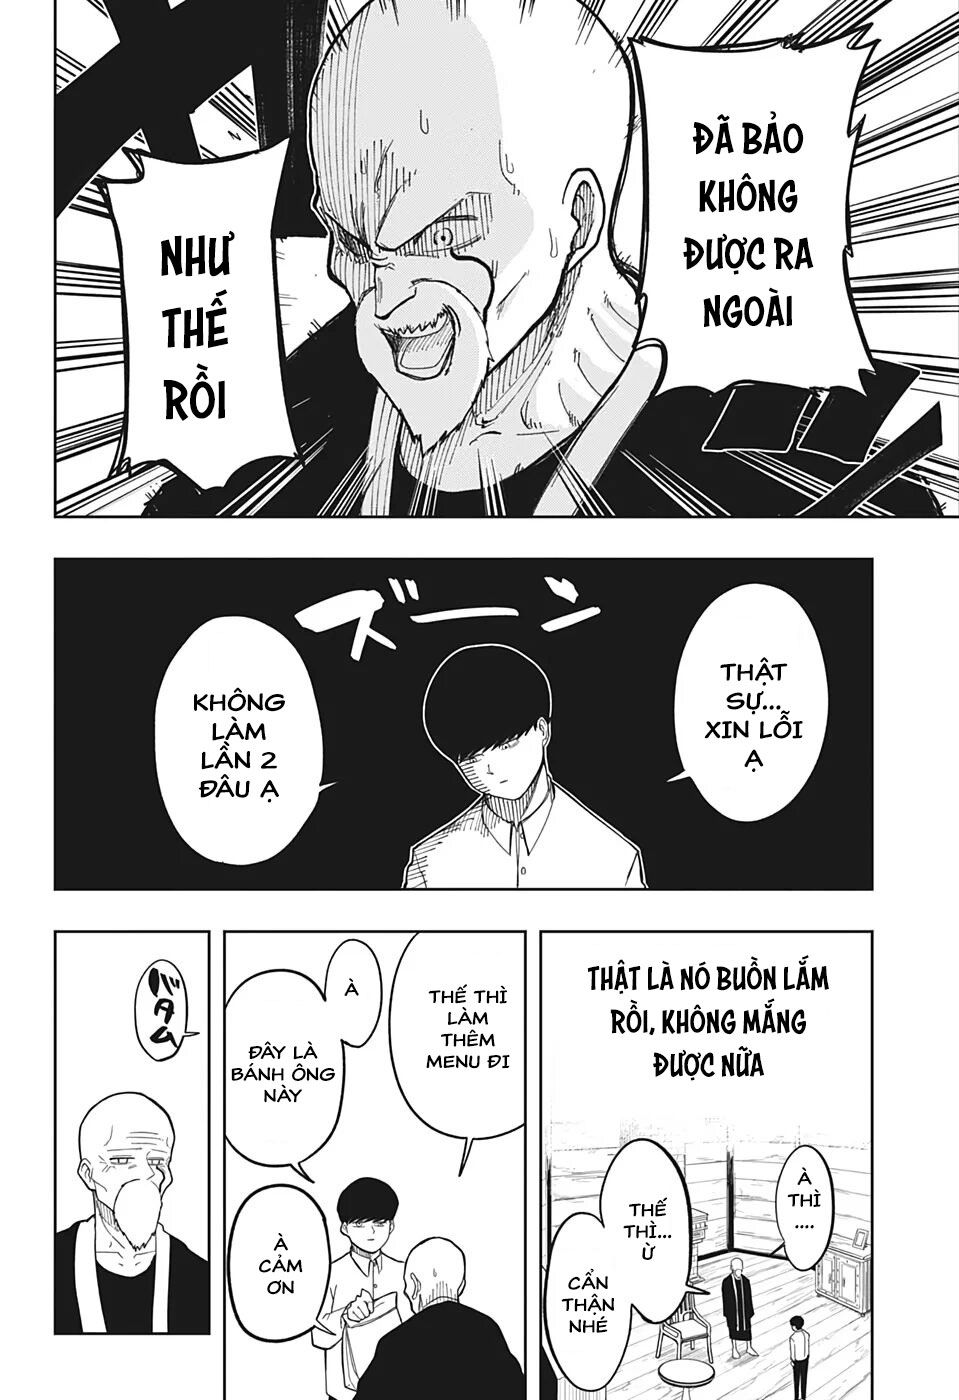 ĐÃ BẢO
KHÔNG
ĐƯỢC RA
NGOÀI
NHƯ
THẾ
RỒI
ズーン
THẬT
SỰ...
XIN LỖI
Ạ
KHÔNG
LÀM
LẦN 2
ĐÂU Ạ
THẬT LÀ NÓ BUỒN LẮM
RỒI, KHÔNG MẮNG
ĐƯỢC NỮA
À
THÌ
....
THẾ
THÌ...
Ừ
CẨN
THẬN
NHÉ
THẾ THÌ
LÀM
THÊM
MENU ĐI
À
ĐÂY LÀ
BÁNH ÔNG
NÀY
À
CẢM
ƠN
バタム